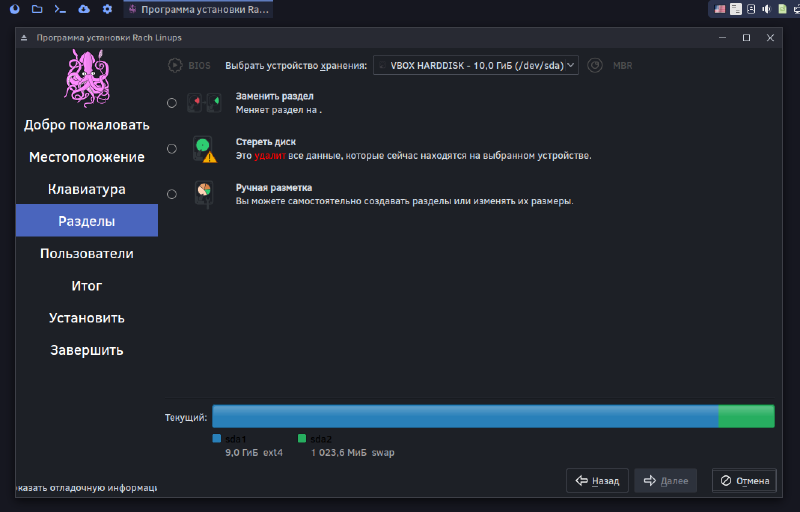 Программа установки Ra...
Программа установки Rach Linups
BIOS Выбрать устройство хранения: VBOX HARDDISK - 10,0 ГиБ (/dev/sda) MBR
Добро пожаловать
Местоположение
Клавиатура
Разделы
Пользователи
Итог
Установить
Завершить
Заменить раздел
Меняет раздел на .
Стереть диск
Это удалит все данные, которые сейчас находятся на выбранном устройстве.
Ручная разметка
Вы можете самостоятельно создавать разделы или изменять их размеры.
Текущий:
sda1 sda2
9,0 ГиБ ext4 1 023,6 МиБ swap
оказать отладочную информаци
Назад Далее Отмена